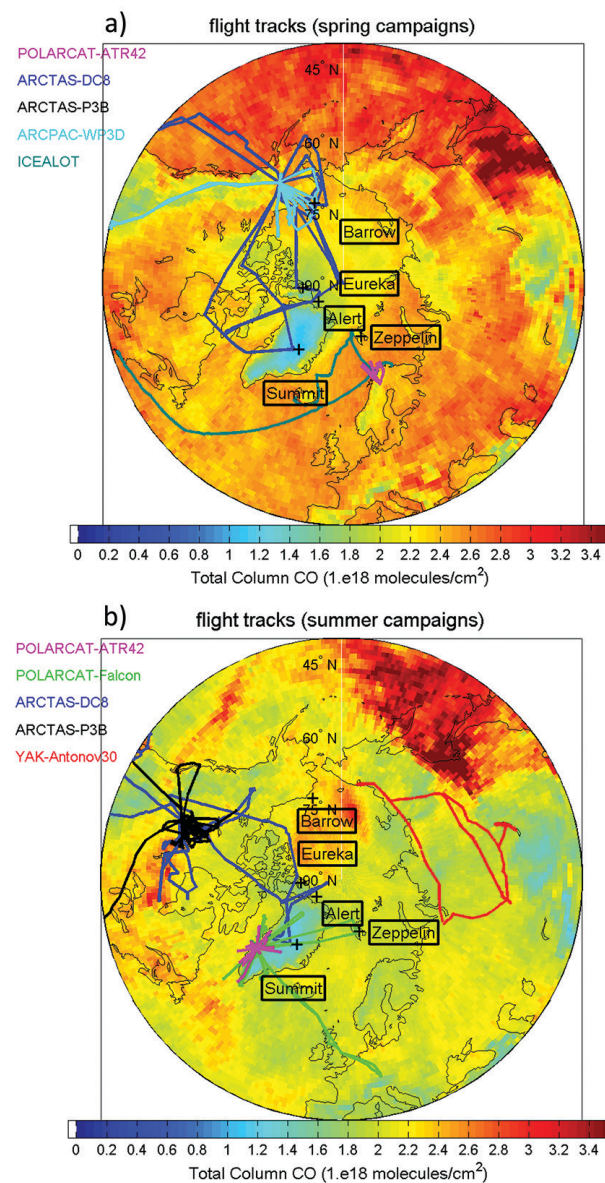 a)
flight tracks (spring campaigns)
POLARCAT-ATR42
ARCTAS-DC8
ARCTAS-P3B
ARCPAC-WP3D
ICEALOT
45° N
60° N
75° N
Barrow
90° N
Eureka
Alert
Zeppelin
Summit
0 0.2 0.4 0.6 0.8 1 1.2 1.4 1.6 1.8 2 2.2 2.4 2.6 2.8 3 3.2 3.4
Total Column CO (1.e18 molecules/cm²)
b)
flight tracks (summer campaigns)
POLARCAT-ATR42
POLARCAT-Falcon
ARCTAS-DC8
ARCTAS-P3B
YAK-Antonov30
45° N
60° N
75° N
Barrow
Eureka
90° N
Alert
Zeppelin
Summit
0 0.2 0.4 0.6 0.8 1 1.2 1.4 1.6 1.8 2 2.2 2.4 2.6 2.8 3 3.2 3.4
Total Column CO (1.e18 molecules/cm²)